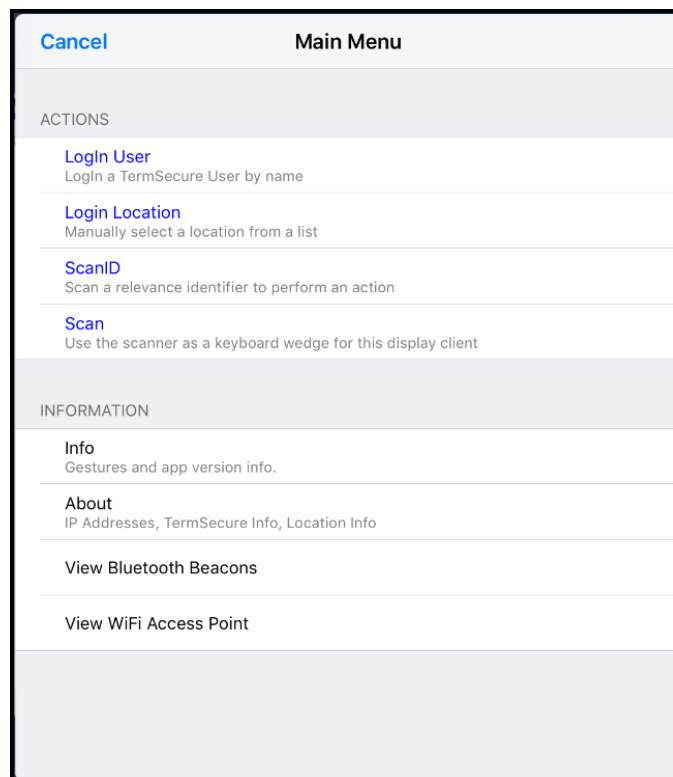 Cancel Main Menu
ACTIONS
LogIn User
LogIn a TermSecure User by name
Login Location
Manually select a location from a list
ScanID
Scan a relevance identifier to perform an action
Scan
Use the scanner as a keyboard wedge for this display client
INFORMATION
Info
Gestures and app version info.
About
IP Addresses, TermSecure Info, Location Info
View Bluetooth Beacons
View WiFi Access Point